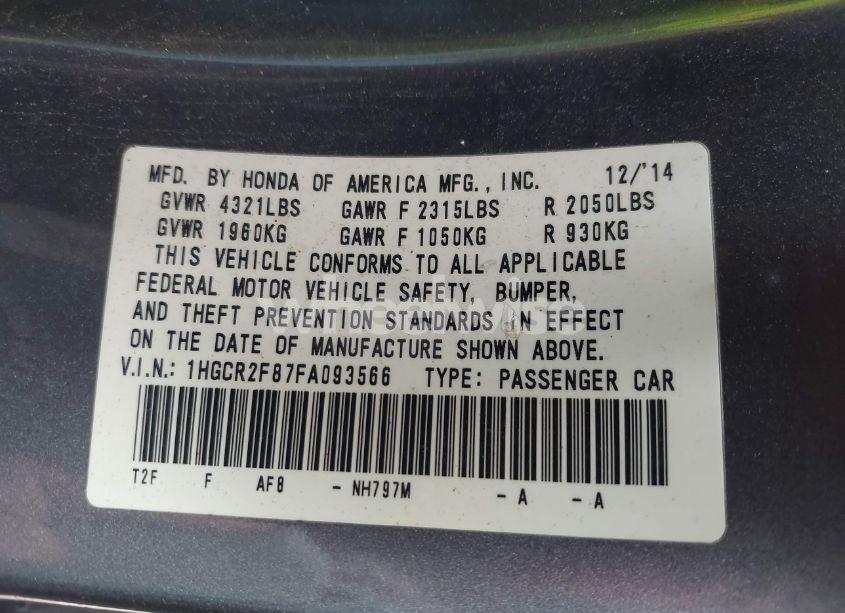 MFD. BY HONDA OF AMERICA MFG., INC. 12/'14
GVWR 4321LBS GAWR F 2315LBS R 2050LBS
GVWR 1960KG GAWR F 1050KG R 930KG
THIS VEHICLE CONFORMS TO ALL APPLICABLE
FEDERAL MOTOR VEHICLE SAFETY, BUMPER,
AND THEFT PREVENTION STANDARDS IN EFFECT
ON THE DATE OF MANUFACTURE SHOWN ABOVE.
V.I.N.: 1HGCR2F87FA093566 TYPE: PASSENGER CAR
T2F F AF8 - NH797M - A - A